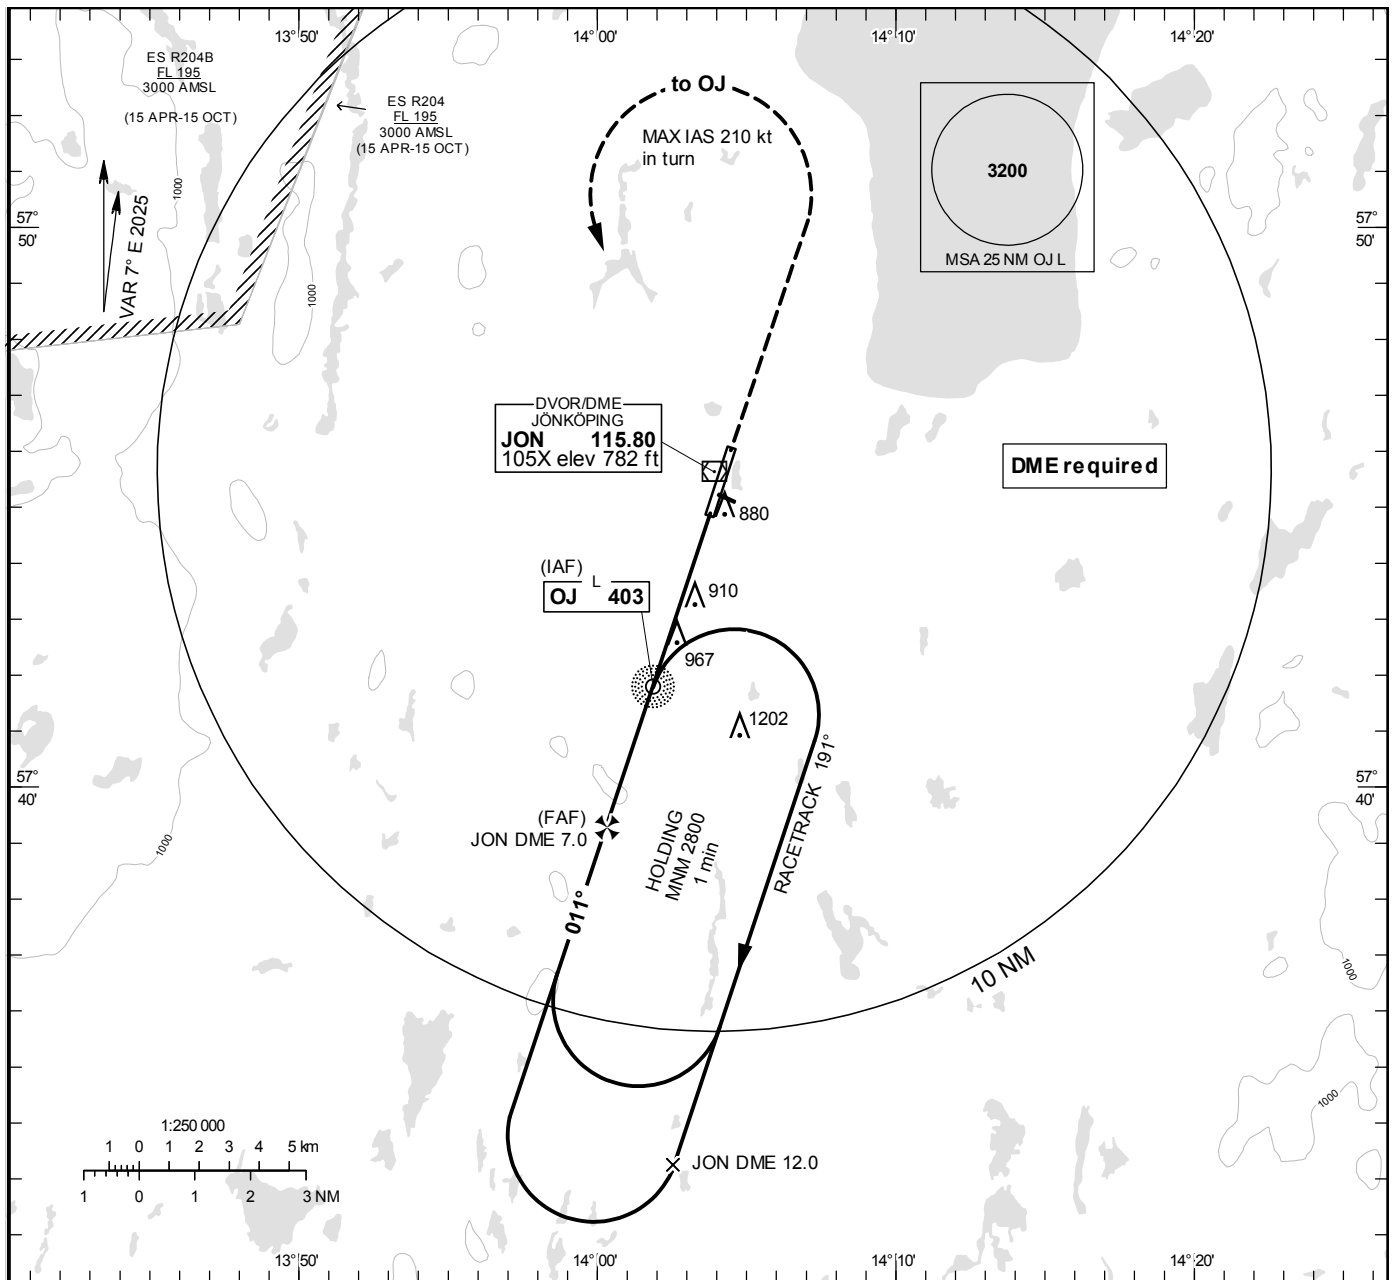 13°50'
14°00'
14°10'
14°20'
ES R204B
FL 195
3000 AMSL
(15 APR-15 OCT)
ES R204
FL 195
3000 AMSL
(15 APR-15 OCT)
to OJ
MAX IAS 210 kt
in turn
3200
MSA 25 NM OJ L
1000
57°
50'
57°
50'
VAR 7° E 2025
1000
DVOR/DME
JÖNKÖPING
JON 115.80
105X elev 782 ft
DME required
880
(IAF)
L
OJ 403
910
967
1202
57°
40'
57°
40'
RACETRACK 191°
(FAF)
JON DME 7.0
HOLDING
MNM 2800
1 min
1000
011°
10 NM
1000
1000
1:250 000
1 0 1 2 3 4 5 km
1 0 1 2 3 NM
JON DME 12.0
13°50'
14°00'
14°10'
14°20'